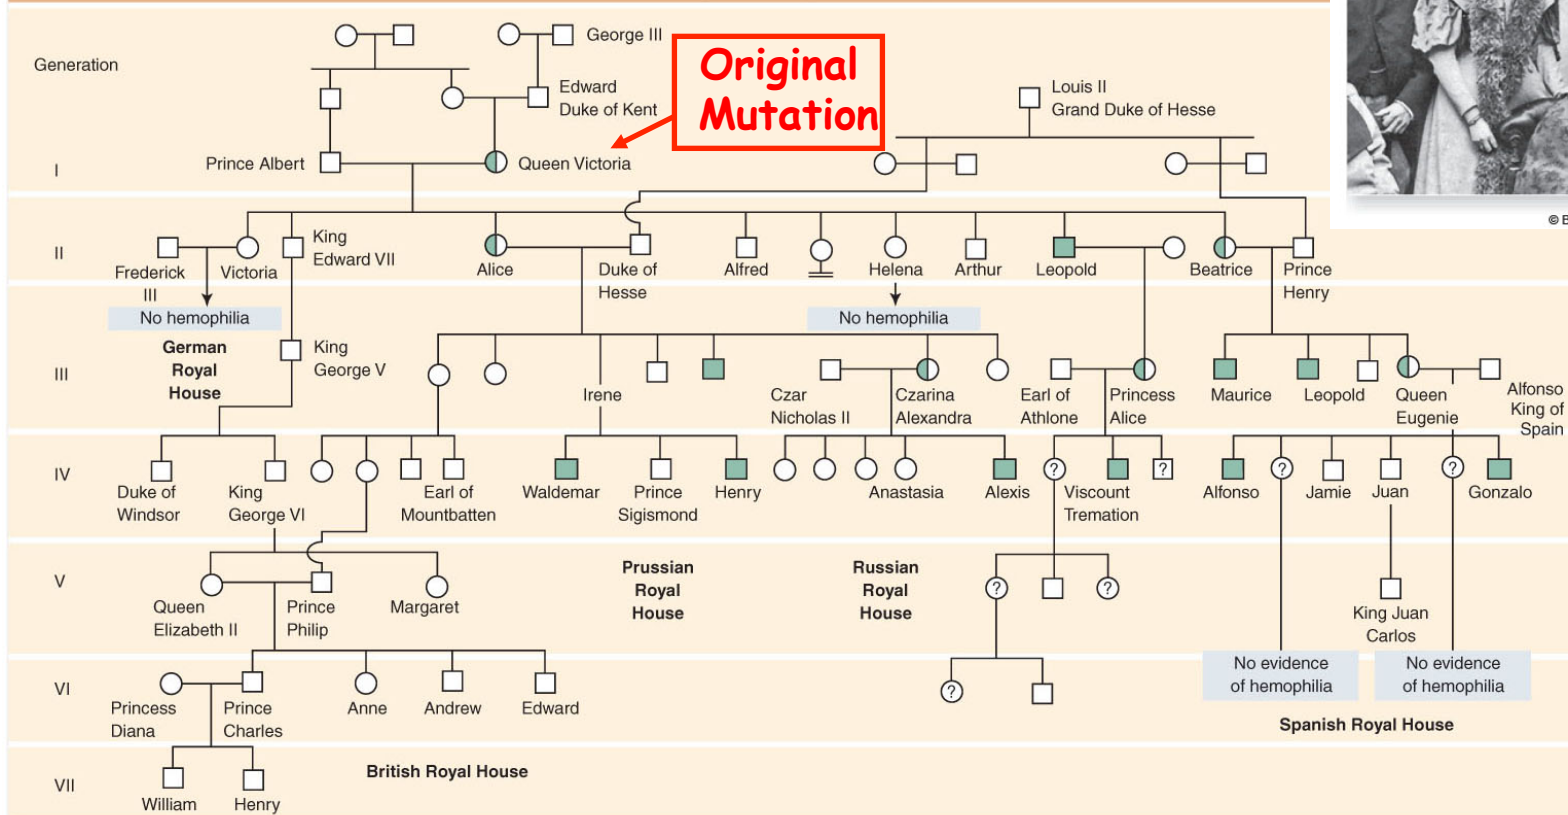 George III
Original
Mutation
Generation
Edward
Duke of Kent
Louis II
Grand Duke of Hesse
I
Prince Albert
Queen Victoria
© B
II
King
Edward VII
Frederick
III
Victoria
Alice
Duke of
Hesse
Alfred
Helena
Arthur
Leopold
Beatrice
Prince
Henry
No hemophilia
No hemophilia
German
Royal
House
King
George V
III
Irene
Czar
Nicholas II
Czarina
Alexandra
Earl of
Athlone
Princess
Alice
Maurice
Leopold
Queen
Eugenie
Alfonso
King of
Spain
IV
?
?
?
?
Duke of
Windsor
King
George VI
Earl of
Mountbatten
Waldemar
Prince
Sigismond
Henry
Anastasia
Alexis
Viscount
Tremation
Alfonso
Jamie
Juan
Gonzalo
V
Prussian
Royal
House
Russian
Royal
House
?
?
Queen
Elizabeth II
Prince
Philip
Margaret
King Juan
Carlos
No evidence
of hemophilia
No evidence
of hemophilia
VI
?
Princess
Diana
Prince
Charles
Anne
Andrew
Edward
Spanish Royal House
VII
British Royal House
William
Henry